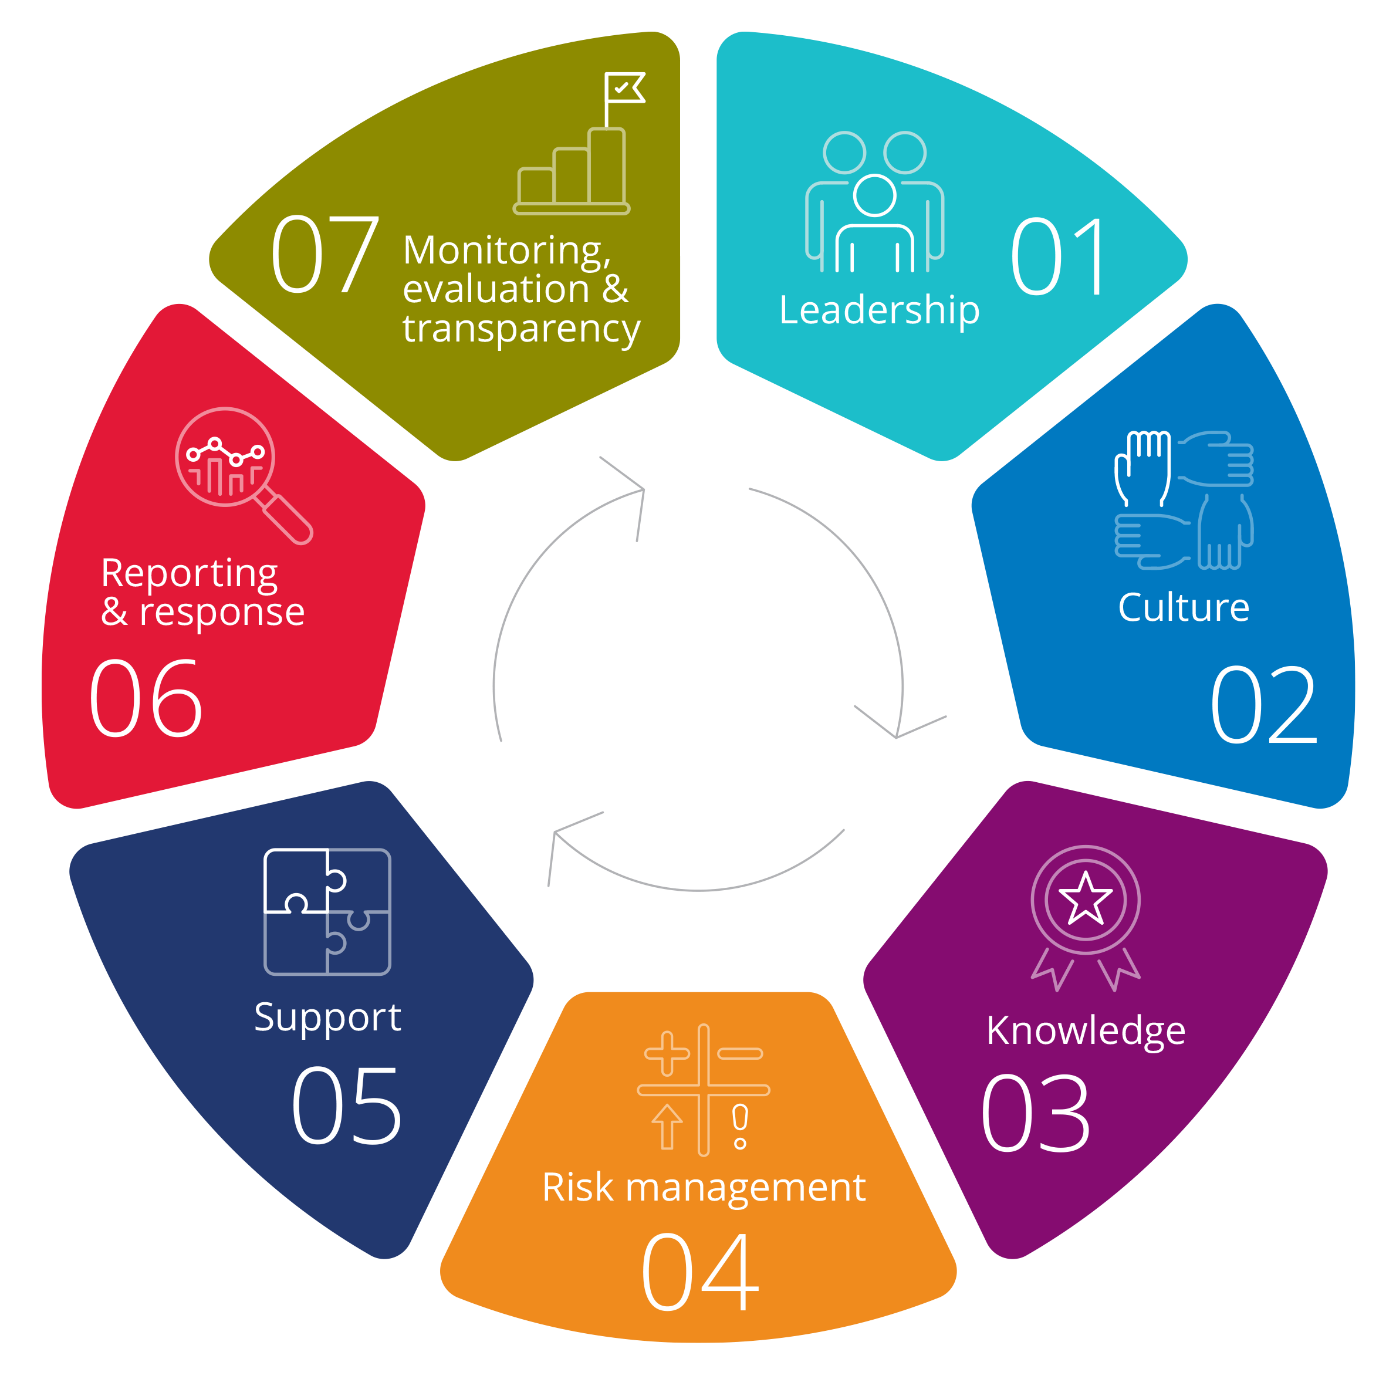 01
Leadership
Culture
02
Knowledge
03
Risk management
04
Support
05
Reporting
& response
06
07
Monitoring,
evaluation &
transparency